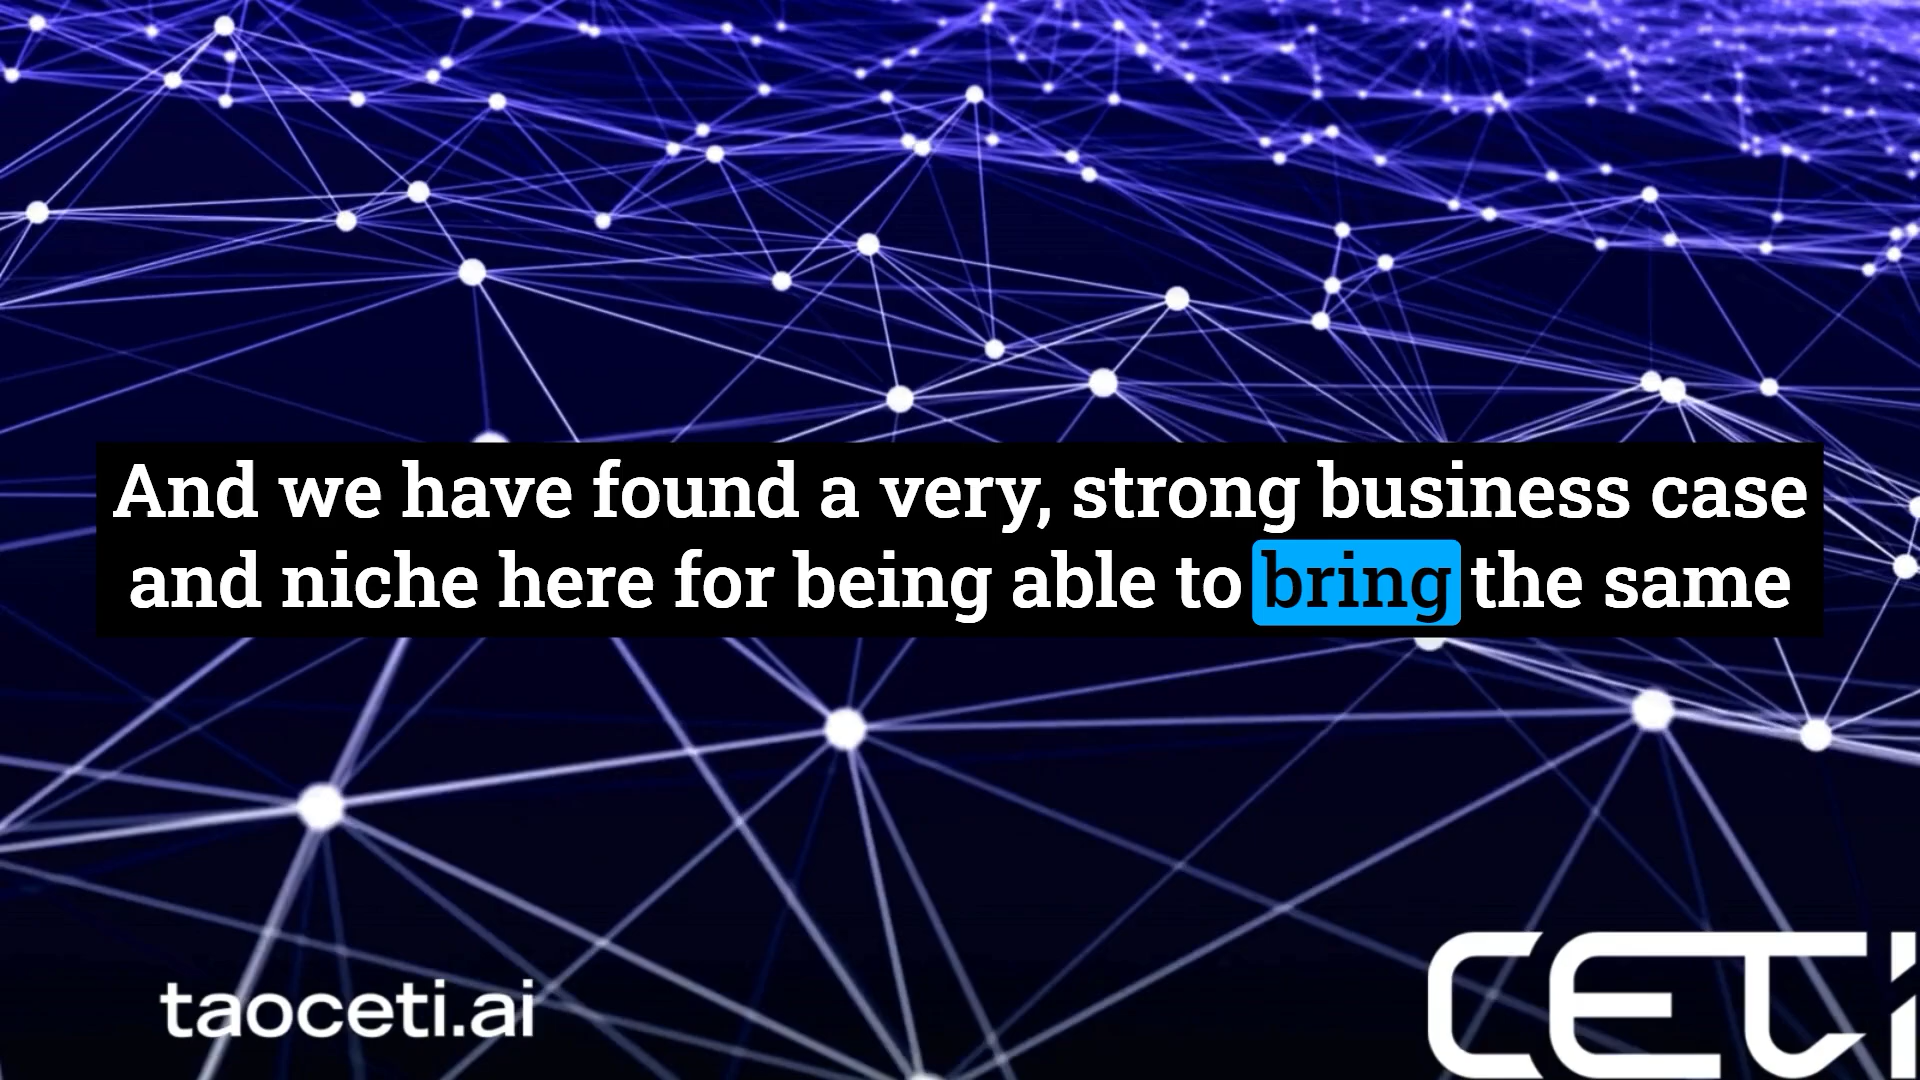 And we have found a very, strong business case
and niche here for being able to bring the same
taoceti.ai
CETI